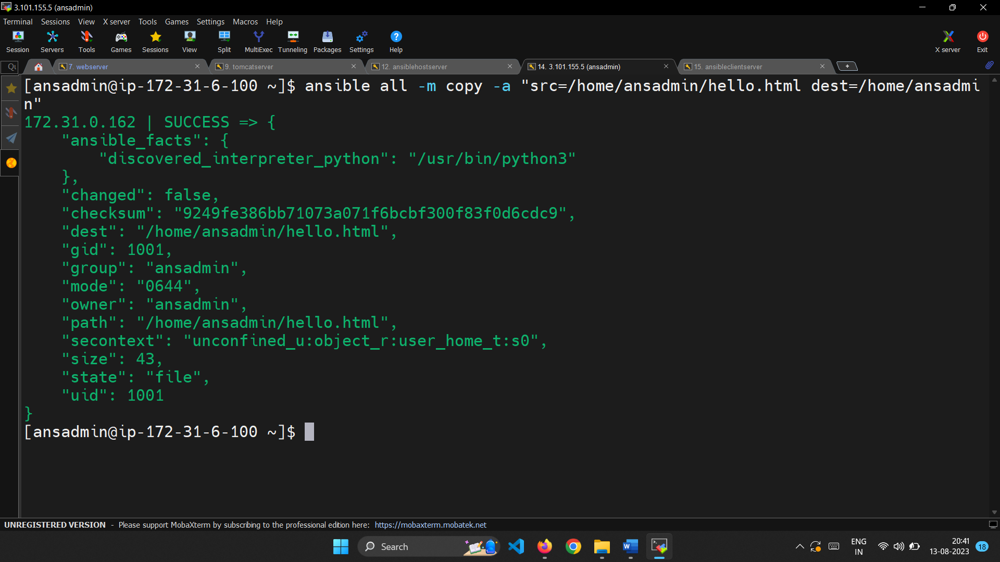 3.101.155.5 (ansadmin)
Terminal Sessions View X server Tools Games Settings Macros Help
Session Servers Tools Games Sessions View Split MultiExec Tunneling Packages Settings Help X server Exit
7. webserver 9. tomcatserver 12. ansiblehostserver 14. 3.101.155.5 (ansadmin) 15. ansibleclientserver
[ansadmin@ip-172-31-6-100 ~]$ ansible all -m copy -a "src=/home/ansadmin/hello.html dest=/home/ansadmi
n"
172.31.0.162 | SUCCESS => {
    "ansible_facts": {
        "discovered_interpreter_python": "/usr/bin/python3"
    },
    "changed": false,
    "checksum": "9249fe386bb71073a071f6bcbf300f83f0d6cdc9",
    "dest": "/home/ansadmin/hello.html",
    "gid": 1001,
    "group": "ansadmin",
    "mode": "0644",
    "owner": "ansadmin",
    "path": "/home/ansadmin/hello.html",
    "secontext": "unconfined_u:object_r:user_home_t:s0",
    "size": 43,
    "state": "file",
    "uid": 1001
}
[ansadmin@ip-172-31-6-100 ~]$
UNREGISTERED VERSION - Please support MobaXterm by subscribing to the professional edition here: https://mobaxterm.mobatek.net
Search
ENG
IN
20:41
13-08-2023
18